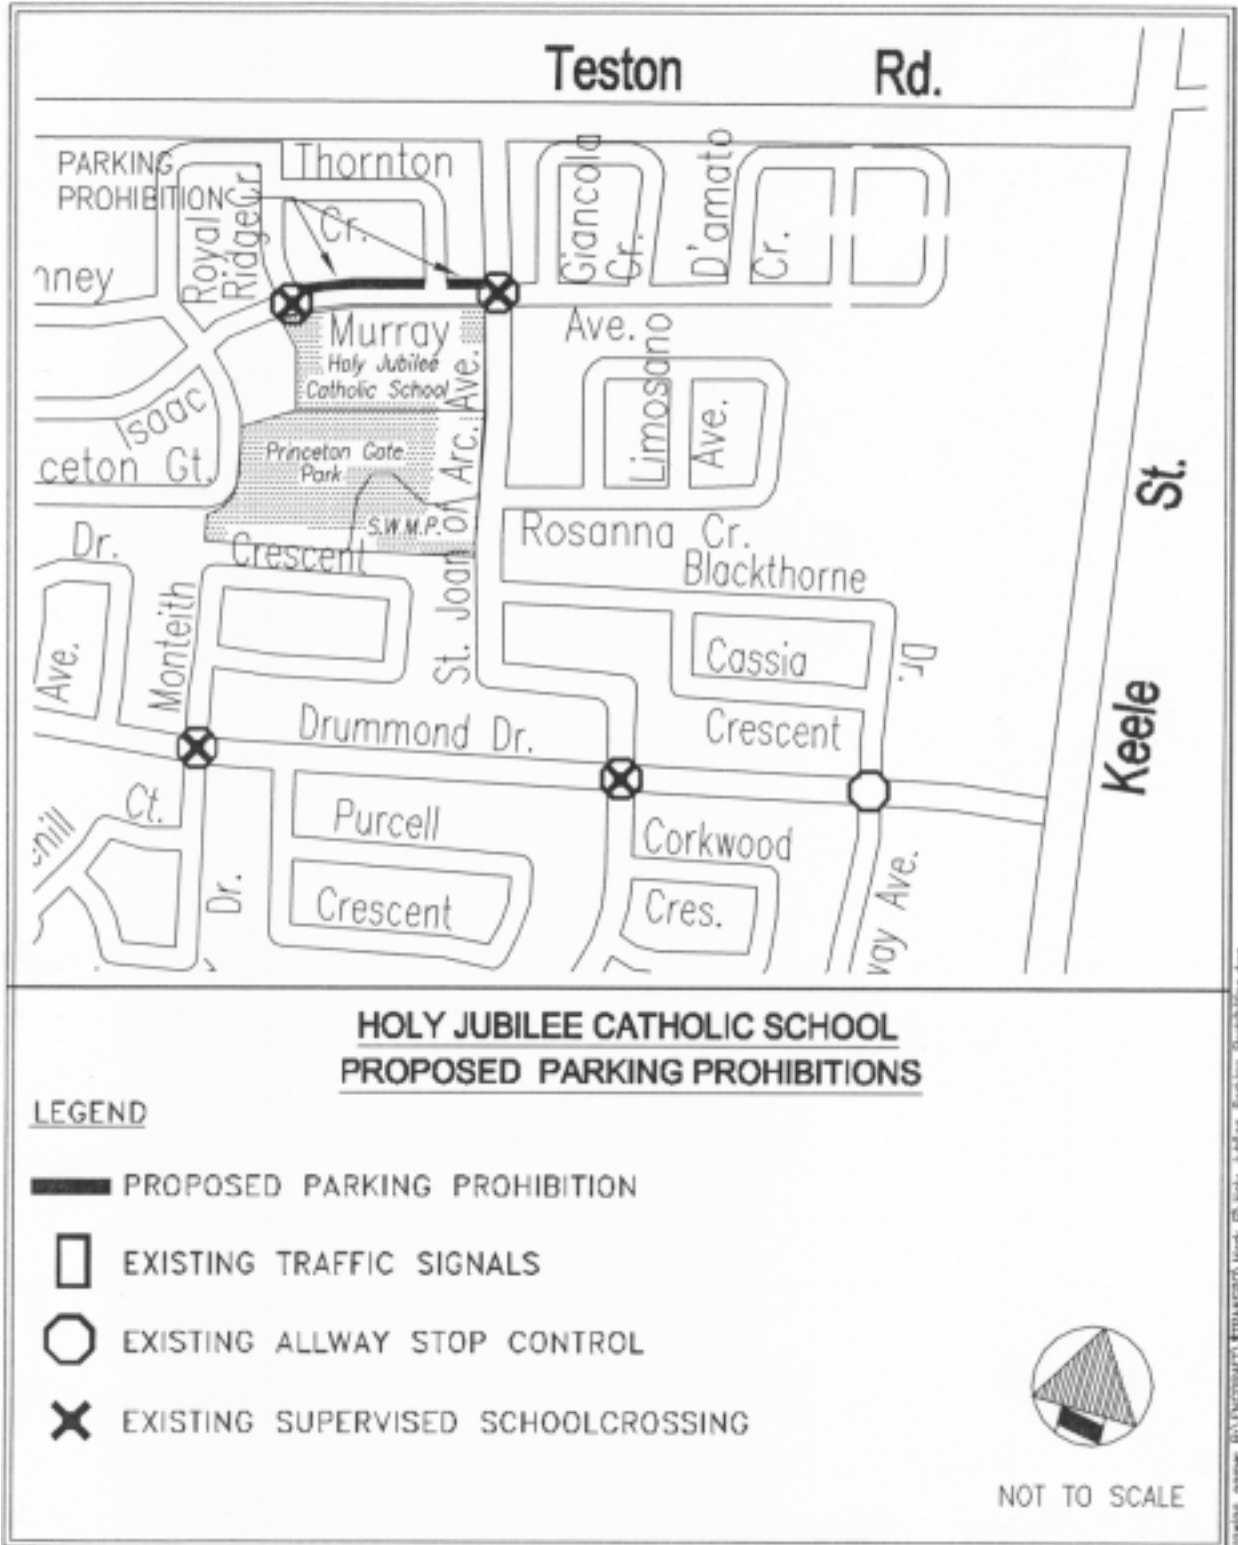 Teston Rd.
PARKING
PROHIBITION
Thornton
Cr.
Royal
Ridge Cr.
Giancola
Cr.
D'amato
Cr.
nney
Murray
Ave.
Holy Jubilee
Catholic School
Isaac
ceton Gt.
Princeton Gate
Park
S.W.M.P.
St. Joan of Arc. Ave.
Limosano
Ave.
Rosanna Cr.
Blackthorne
Dr.
Dr.
Crescent
Monteith
Ave.
Cassia
Crescent
Drummond Dr.
Keele St.
Ct.
Purcell
Crescent
Corkwood
Cres.
Dr.
way Ave.
HOLY JUBILEE CATHOLIC SCHOOL
PROPOSED PARKING PROHIBITIONS
LEGEND
PROPOSED PARKING PROHIBITION
EXISTING TRAFFIC SIGNALS
EXISTING ALLWAY STOP CONTROL
EXISTING SUPERVISED SCHOOLCROSSING
NOT TO SCALE